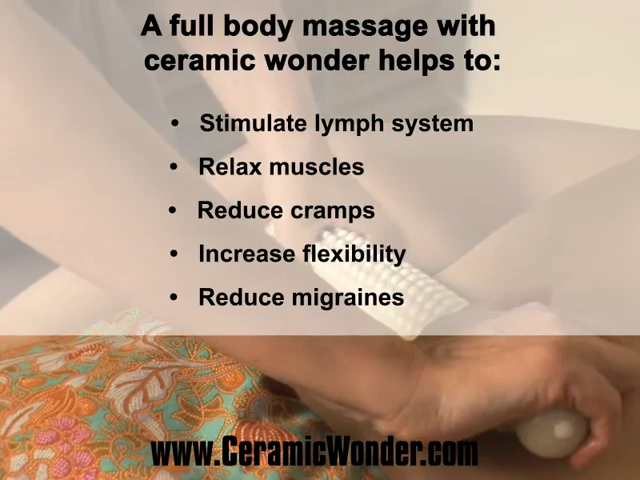 A full body massage with
ceramic wonder helps to:
• Stimulate lymph system
• Relax muscles
• Reduce cramps
• Increase flexibility
• Reduce migraines
www.CeramicWonder.com